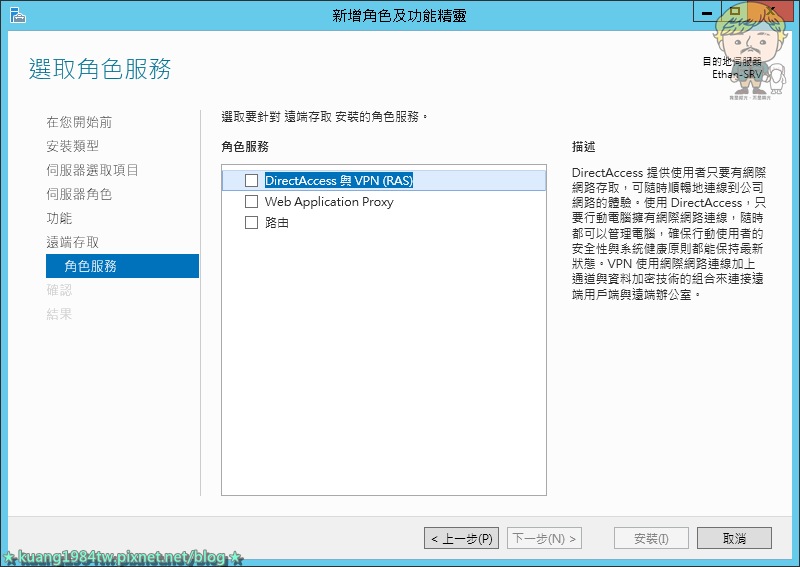 新增角色及功能精靈
選取角色服務
目的地伺服器
Ethan-SRV
在您開始前
安裝類型
伺服器選取項目
伺服器角色
功能
遠端存取
角色服務
確認
結果
選取要針對 遠端存取 安裝的角色服務。
角色服務
DirectAccess 與 VPN (RAS)
Web Application Proxy
路由
描述
DirectAccess 提供使用者只要有網際
網路存取，可隨時順暢地連線到公司
網路的體驗。使用 DirectAccess，只
要行動電腦擁有網際網路連線，隨時
都可以管理電腦，確保行動使用者的
安全性與系統健康原則都能保持最新
狀態。VPN 使用網際網路連線加上
通道與資料加密技術的組合來連接遠
端用戶端與遠端辦公室。
< 上一步(P)
下一步(N) >
安裝(I)
取消
★ kuang1984tw.pixnet.net/blog ★